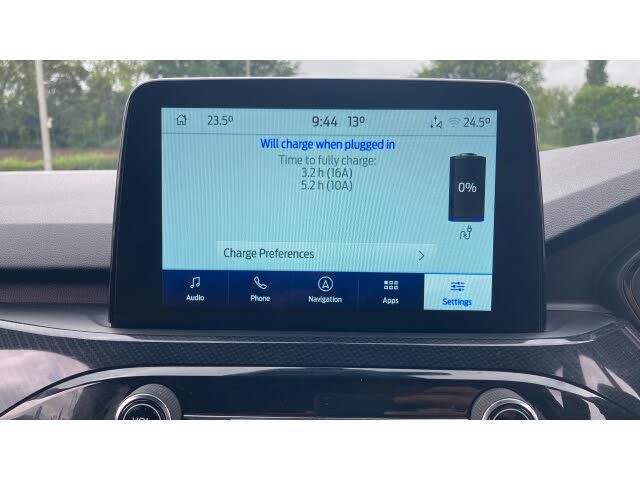 23.5° 9:44 13° 24.5°
Will charge when plugged in
Time to fully charge:
3.2 h (16A)
5.2 h (10A)
0%
Charge Preferences
Audio Phone Navigation Apps Settings
VOL